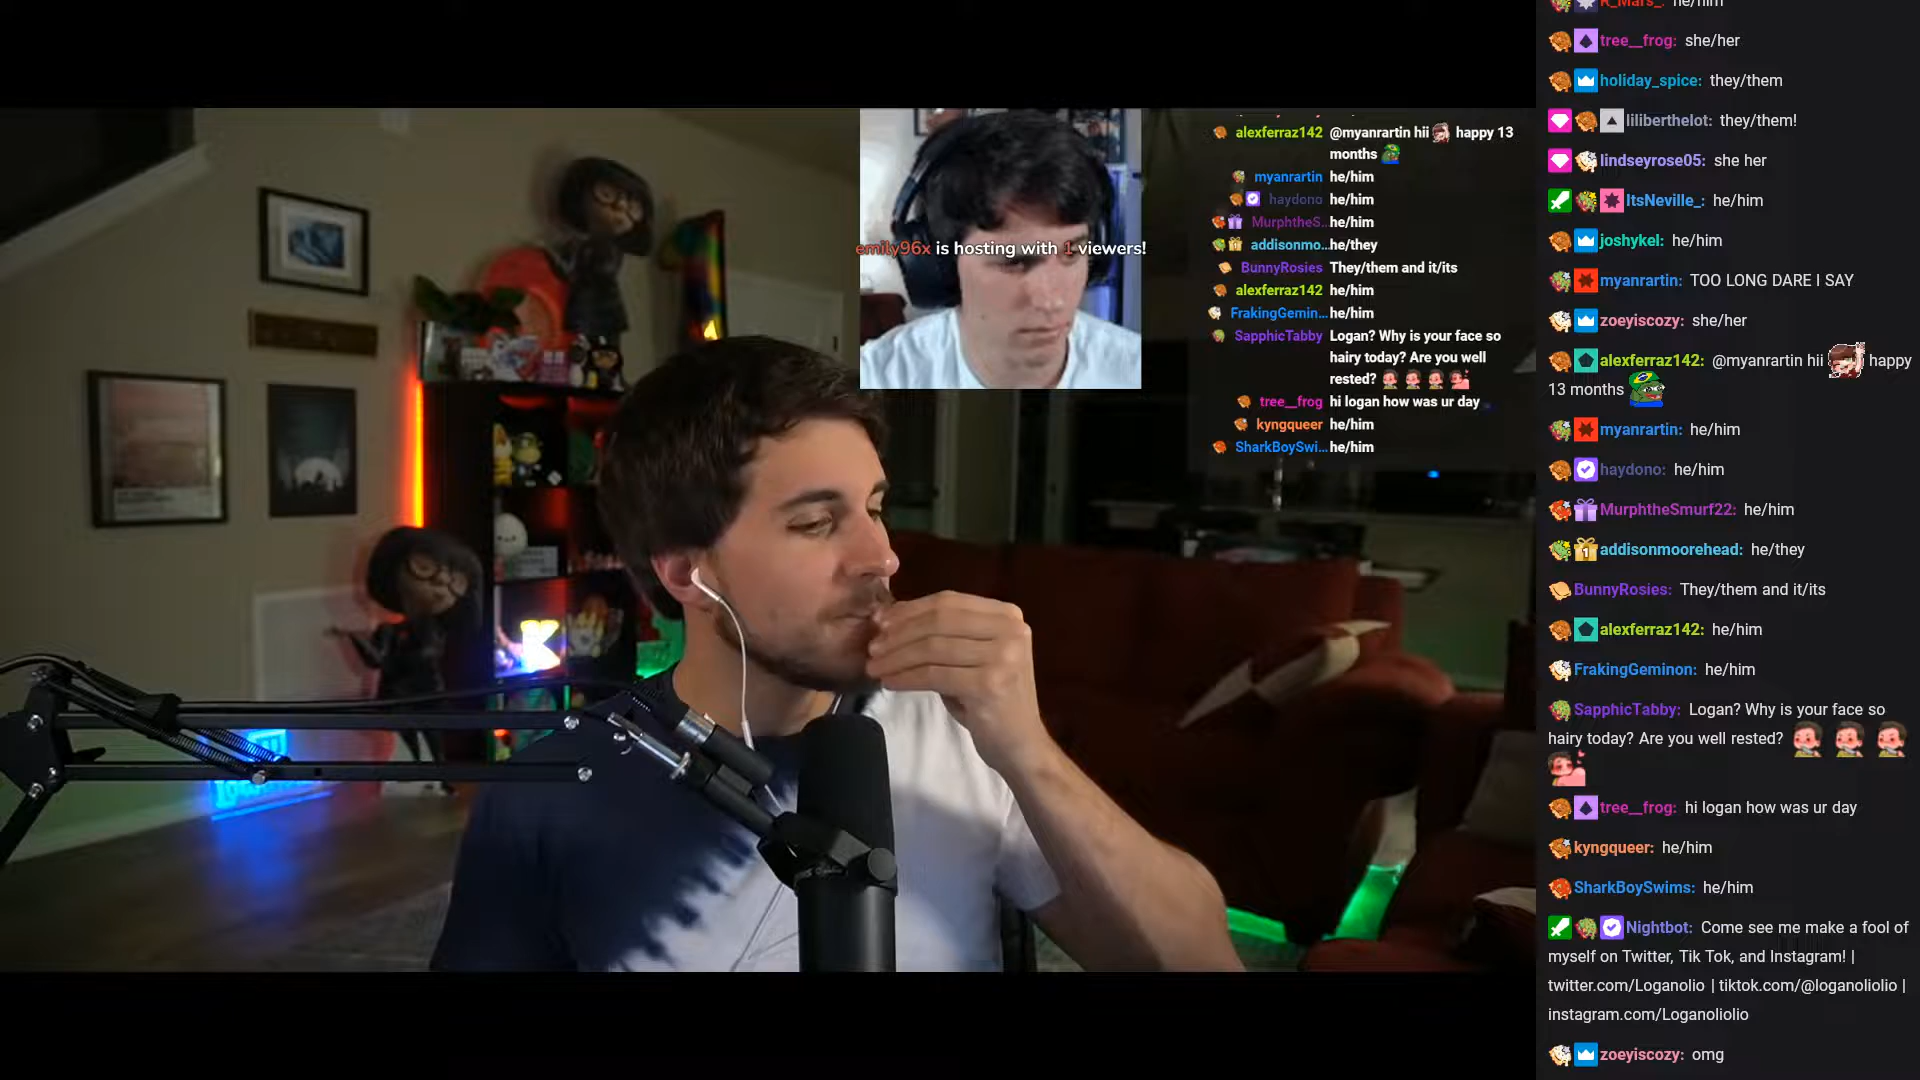 emily96x is hosting with 1 viewers!
alexferraz142 @myanrartin hii happy 13
months
myanrartin he/him
haydono he/him
MurphtheS.. he/him
addisonmo... he/they
BunnyRosies They/them and it/its
alexferraz142 he/him
FrakingGemin... he/him
SapphicTabby Logan? Why is your face so
hairy today? Are you well
rested?
tree__frog hi logan how was ur day
kyngqueer he/him
SharkBoySwi... he/him
R_Mars_: he/him
tree__frog: she/her
holiday_spice: they/them
liliberthelot: they/them!
lindseyrose05: she her
ItsNeville_: he/him
joshykel: he/him
myanrartin: TOO LONG DARE I SAY
zoeyiscozy: she/her
alexferraz142: @myanrartin hii happy
13 months
myanrartin: he/him
haydono: he/him
MurphtheSmurf22: he/him
addisonmoorehead: he/they
BunnyRosies: They/them and it/its
alexferraz142: he/him
FrakingGeminon: he/him
SapphicTabby: Logan? Why is your face so
hairy today? Are you well rested?
tree__frog: hi logan how was ur day
kyngqueer: he/him
SharkBoySwims: he/him
Nightbot: Come see me make a fool of
myself on Twitter, Tik Tok, and Instagram! |
twitter.com/Loganolio | tiktok.com/@loganoliolio |
instagram.com/Loganoliolio
zoeyiscozy: omg